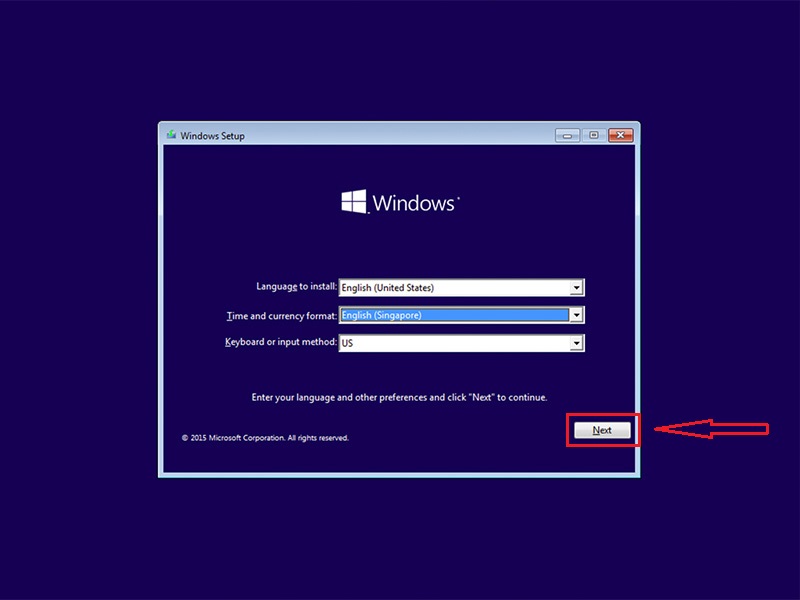 Windows Setup
Windows
Language to install: English (United States)
Time and currency format: English (Singapore)
Keyboard or input method: US
Enter your language and other preferences and click "Next" to continue.
Next
© 2015 Microsoft Corporation. All rights reserved.